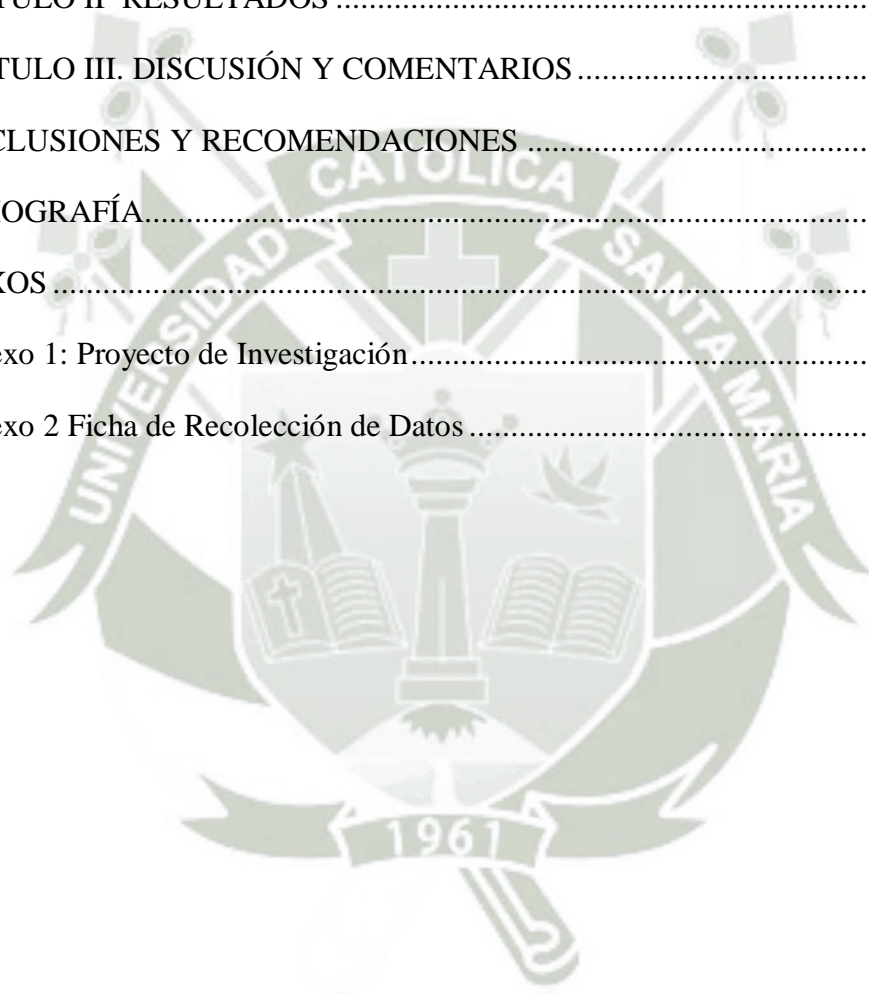 TULO II RESULTADOS ....................................................................
TULO III. DISCUSIÓN Y COMENTARIOS ....................................
CLUSIONES Y RECOMENDACIONES ..........................................
IOGRAFÍA.........................................................................................
XOS ....................................................................................................
exo 1: Proyecto de Investigación........................................................
exo 2 Ficha de Recolección de Datos .................................................
UNIVERSIDAD CATOLICA SANTA MARIA
1961